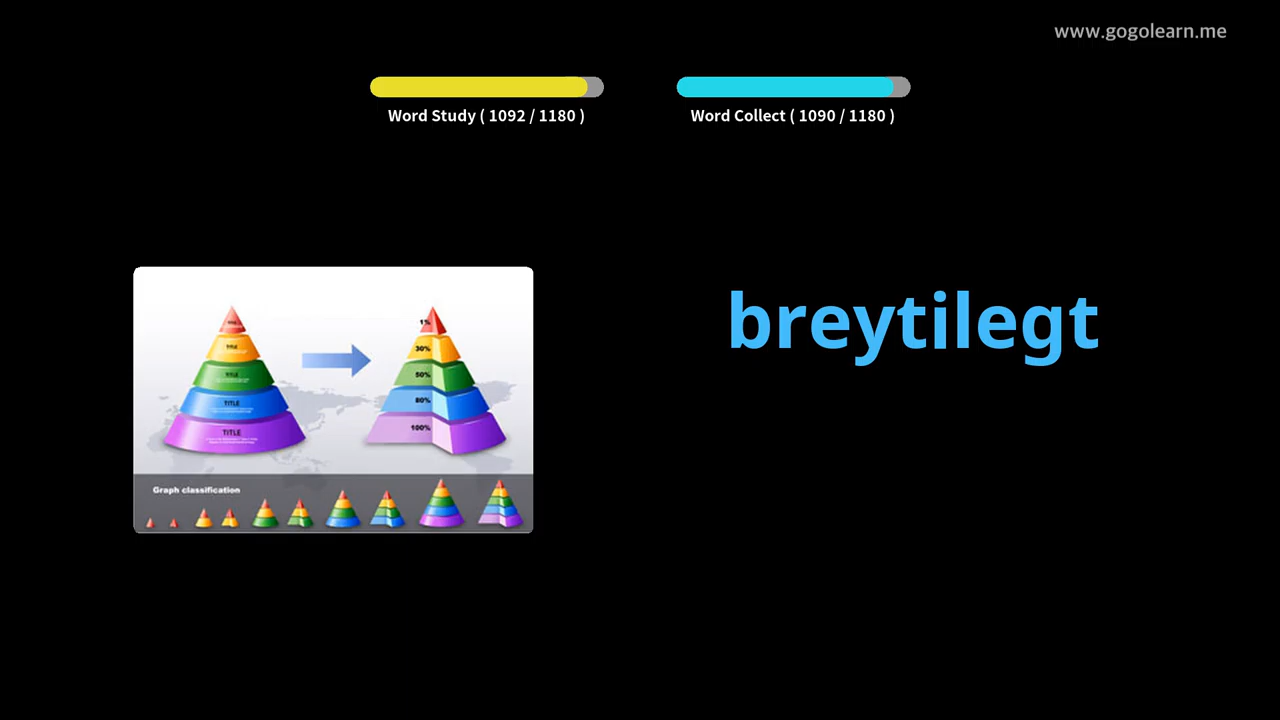 www.gogolearn.me
Word Study ( 1092 / 1180 )
Word Collect ( 1090 / 1180 )
breytilegt
TITLE
TITLE
TITLE
TITLE
1%
30%
50%
80%
100%
Graph classification